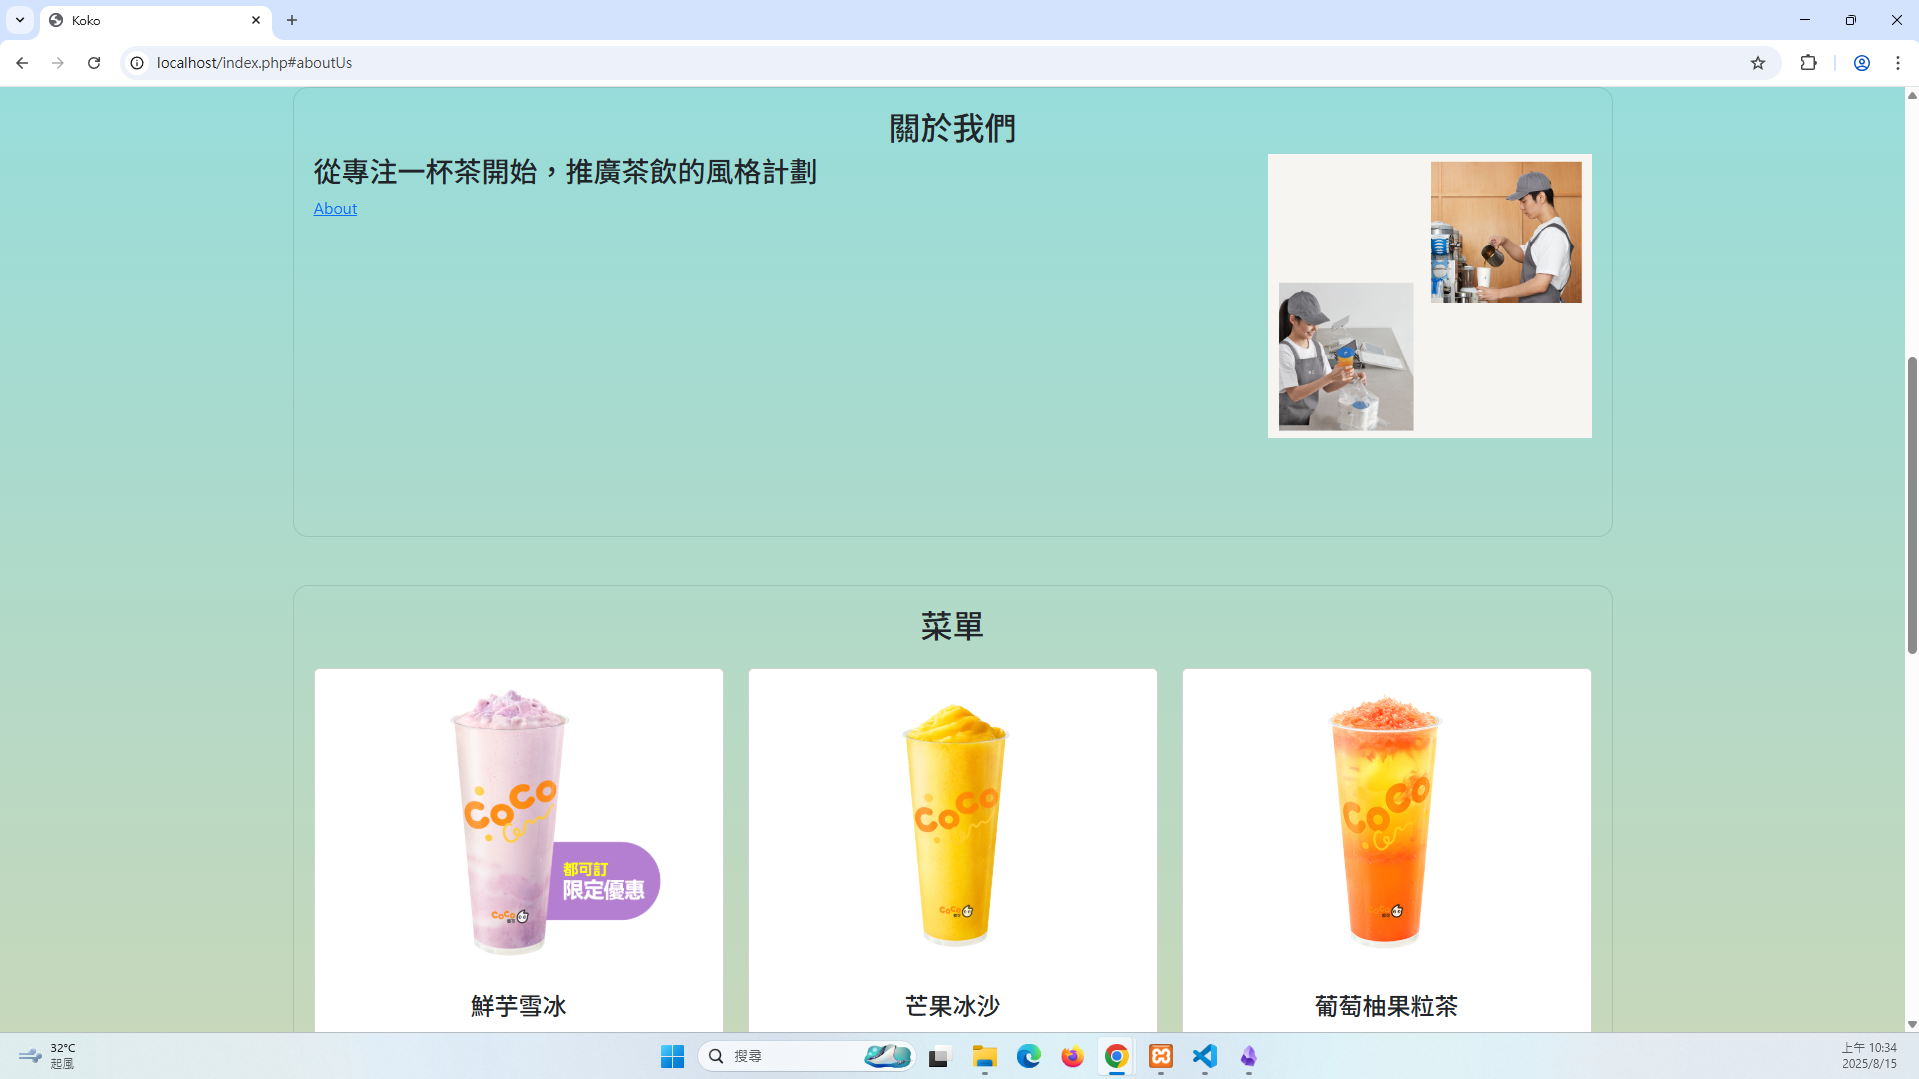 Koko
localhost/index.php#aboutUs
關於我們
從專注一杯茶開始，推廣茶飲的風格計劃
About
菜單
CoCo
都可訂
限定優惠
CoCo
鮮芋雪冰
CoCo
CoCo
芒果冰沙
CoCo
CoCo
葡萄柚果粒茶
32°C
起風
搜尋
上午 10:34
2025/8/15